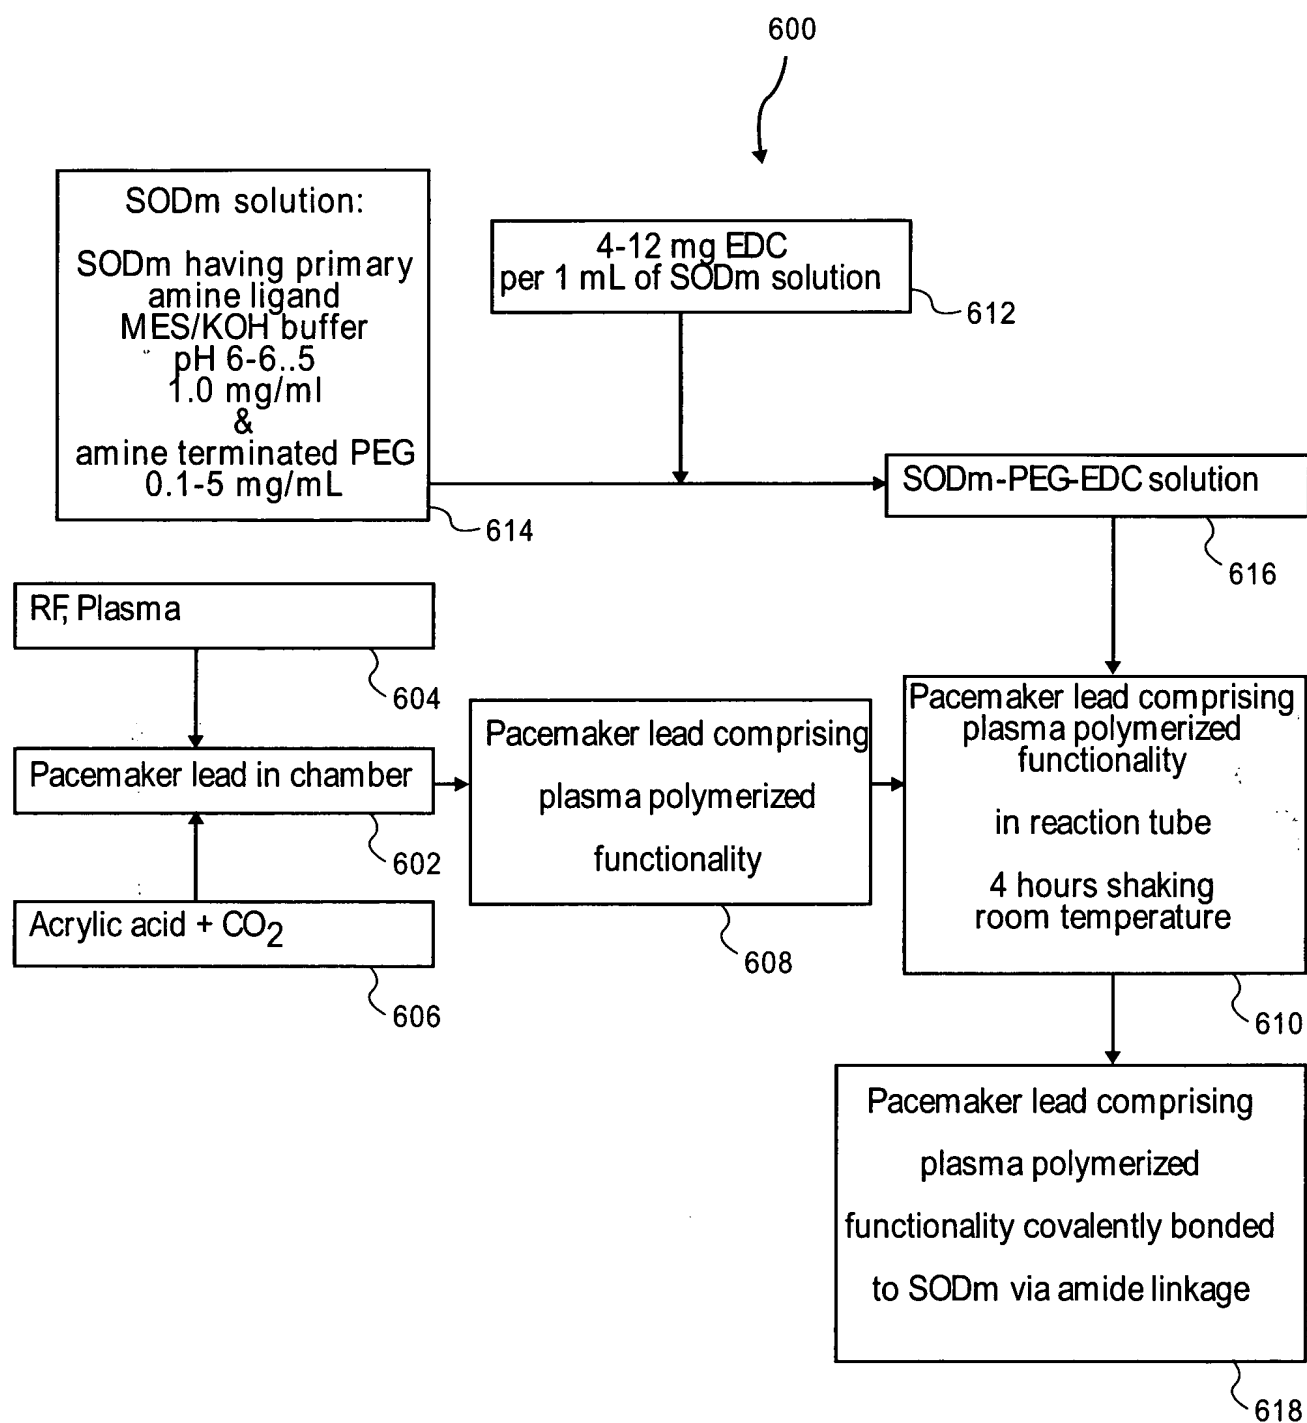 600
SODm solution:
SODm having primary
amine ligand
MES/KOH buffer
pH 6-6..5
1.0 mg/ml
&
amine terminated PEG
0.1-5 mg/mL
614
4-12 mg EDC
per 1 mL of SODm solution
612
SODm-PEG-EDC solution
616
RF, Plasma
604
Pacemaker lead in chamber
602
Acrylic acid + CO2
606
Pacemaker lead comprising
plasma polymerized
functionality
608
Pacemaker lead comprising
plasma polymerized
functionality
in reaction tube
4 hours shaking
room temperature
610
Pacemaker lead comprising
plasma polymerized
functionality covalently bonded
to SODm via amide linkage
618